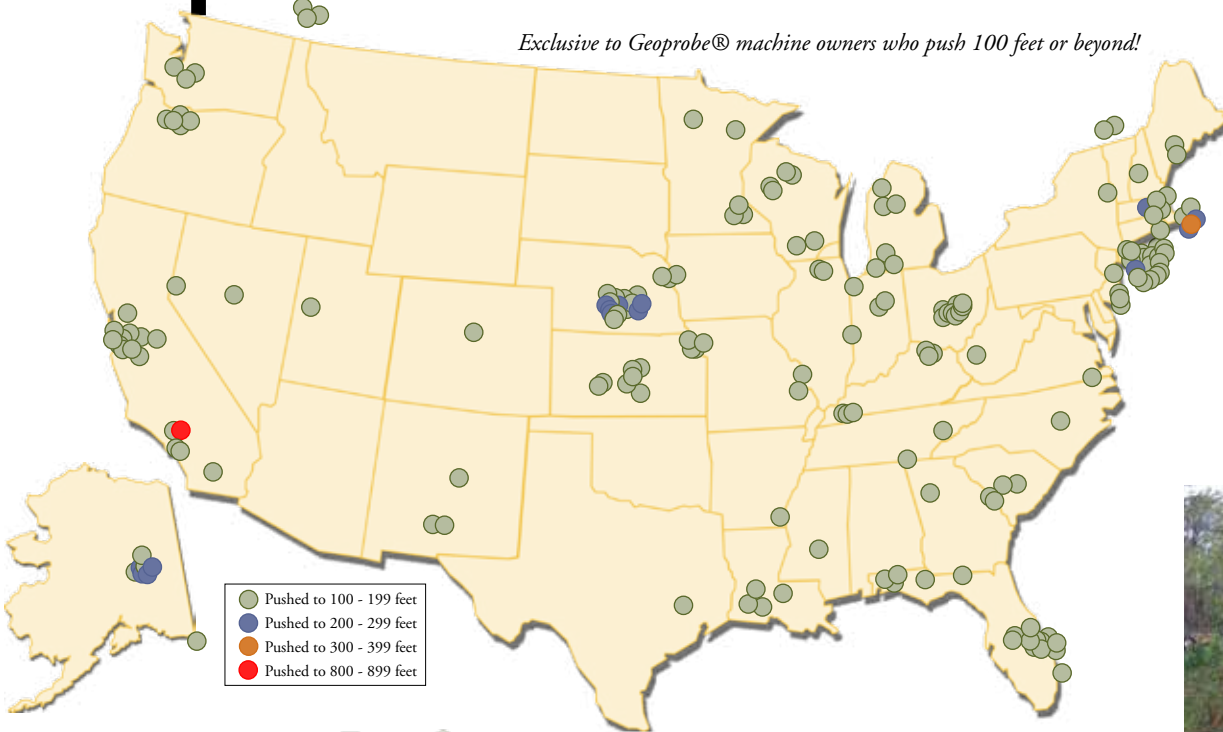 Exclusive to Geoprobe® machine owners who push 100 feet or beyond!
Pushed to 100 - 199 feet
Pushed to 200 - 299 feet
Pushed to 300 - 399 feet
Pushed to 800 - 899 feet